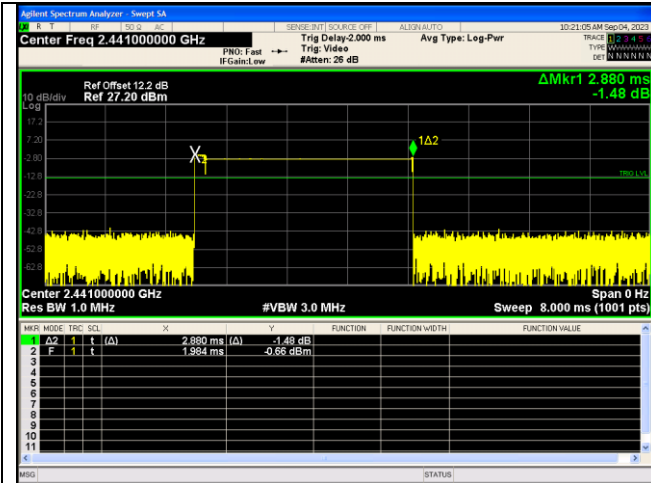 Agilent Spectrum Analyzer - Swept SA
R T RF 50 Ω AC SENSE:INT SOURCE OFF ALIGN AUTO 10:21:05 AM Sep 04, 2023
Center Freq 2.441000000 GHz Trig Delay-2.000 ms Avg Type: Log-Pwr TRACE 1 2 3 4 5 6
PNO: Fast Trig: Video TYPE WWWWWW
IFGain:Low #Atten: 26 dB DET N N N N N N
ΔMkr1 2.880 ms
-1.48 dB
Ref Offset 12.2 dB
10 dB/div Ref 27.20 dBm
Log
17.2
7.20
1Δ2
X2
-2.80
-12.8
TRIG LVL
-22.8
-32.8
-42.8
-52.8
-62.8
Center 2.441000000 GHz Span 0 Hz
Res BW 1.0 MHz #VBW 3.0 MHz Sweep 8.000 ms (1001 pts)
MKR MODE TRC SCL X Y FUNCTION FUNCTION WIDTH FUNCTION VALUE
1 Δ2 1 t (Δ) 2.880 ms (Δ) -1.48 dB
2 F 1 t 1.984 ms -0.66 dBm
3
4
5
6
7
8
9
10
11
MSG STATUS